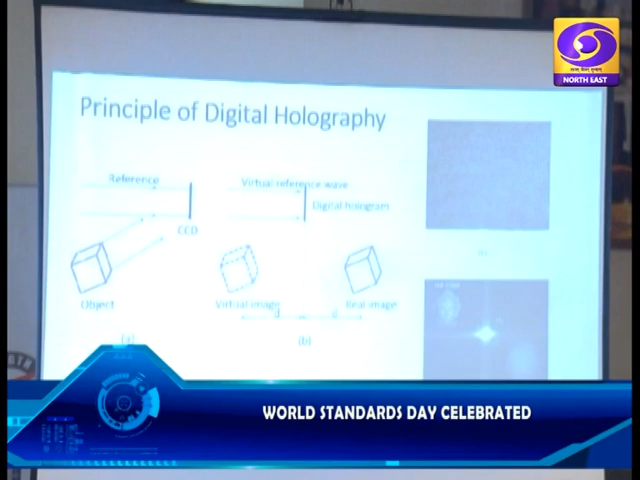 NORTH EAST
Principle of Digital Holography
Reference
Virtual reference wave
Digital hologram
CCD
Object
Virtual image
Real image
d
d
(a)
(b)
WORLD STANDARDS DAY CELEBRATED